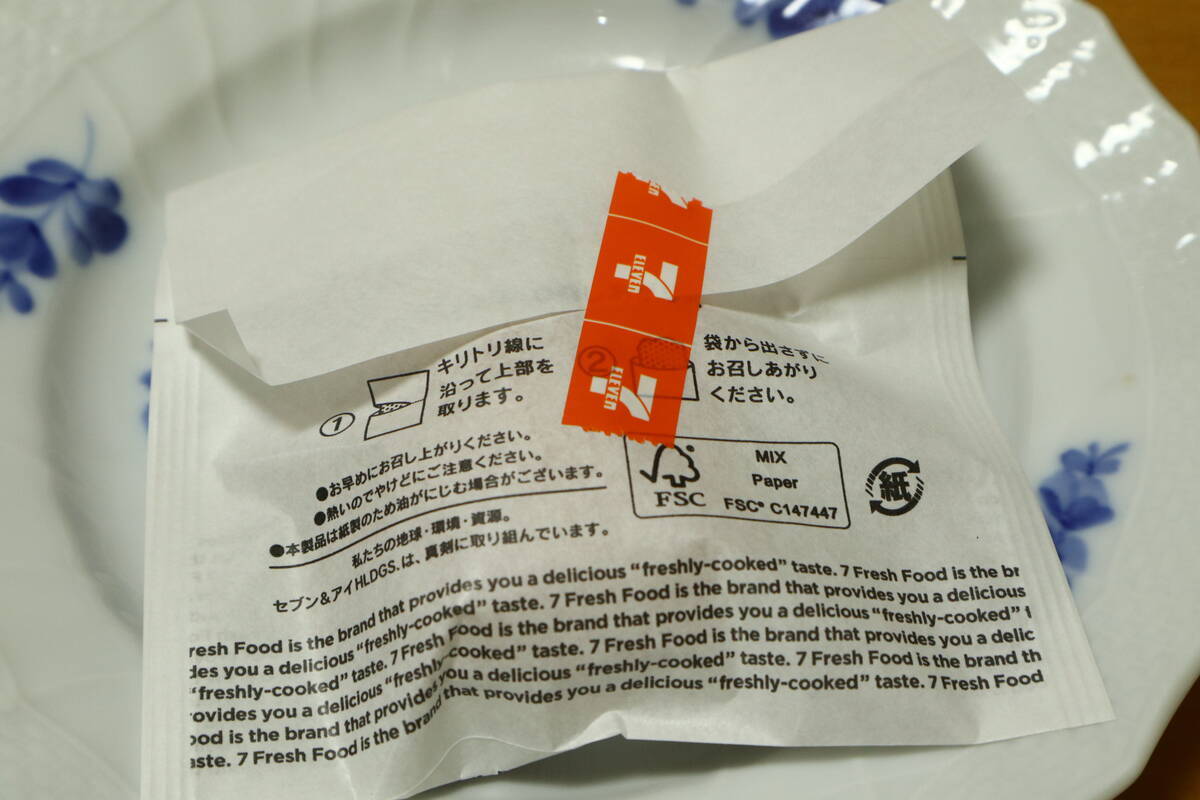 ELEVEN
7
ELEVEN
7
ELEVEN
①
キリトリ線に
沿って上部を
取ります。
②
袋から出さずに
お召しあがり
ください。
●お早めにお召し上がりください。
●熱いのでやけどにご注意ください。
●本製品は紙製のため油がにじむ場合がございます。
私たちの地球・環境・資源。
セブン&アイHLDGS.は、真剣に取り組んでいます。
FSC
MIX
Paper
FSC® C147447
紙
resh Food is the brand that provides you a delicious “freshly-cooked” taste. 7 Fresh Food is the br
des you a delicious “freshly-cooked” taste. 7 Fresh Food is the brand that provides you a delicious
“freshly-cooked” taste. 7 Fresh Food is the brand that provides you a delicious “freshly-cooked” t
ovides you a delicious “freshly-cooked” taste. 7 Fresh Food is the brand that provides you a delic
ood is the brand that provides you a delicious “freshly-cooked” taste. 7 Fresh Food is the brand th
aste. 7 Fresh Food is the brand that provides you a delicious “freshly-cooked” taste. 7 Fresh Food